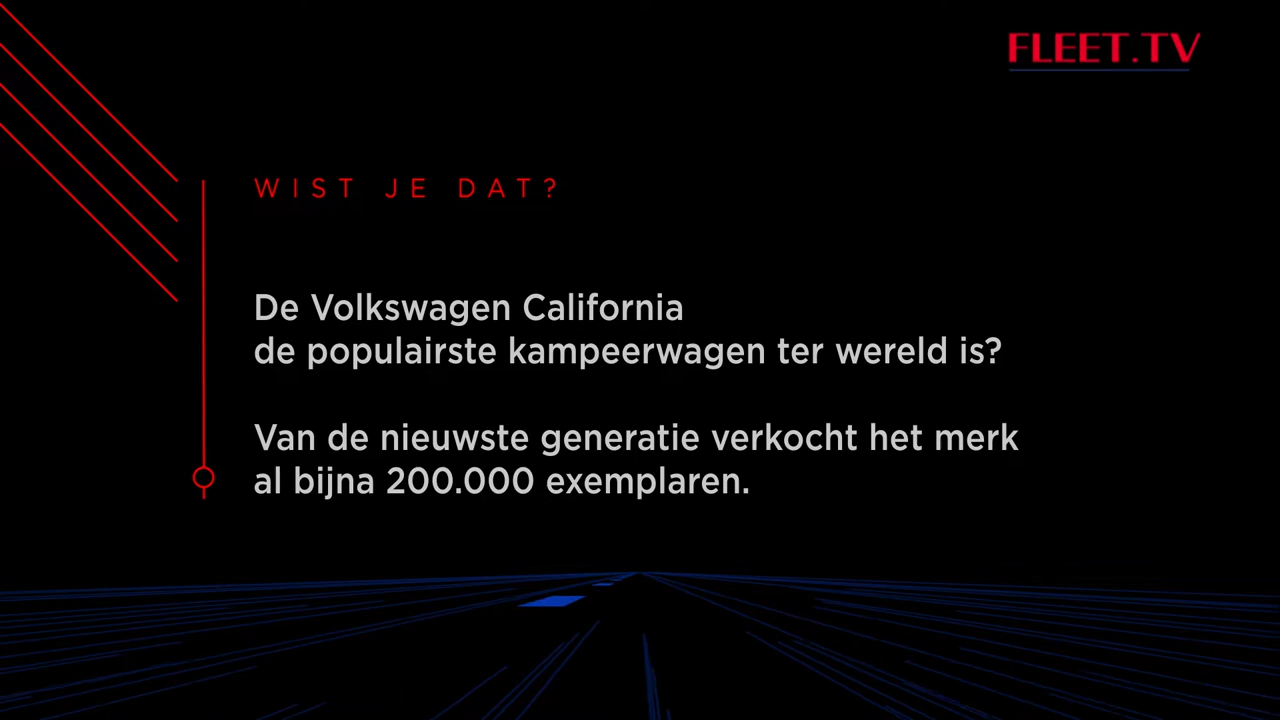 FLEET.TV
WIST JE DAT?
De Volkswagen California
de populairste kampeerwagen ter wereld is?
Van de nieuwste generatie verkocht het merk
al bijna 200.000 exemplaren.